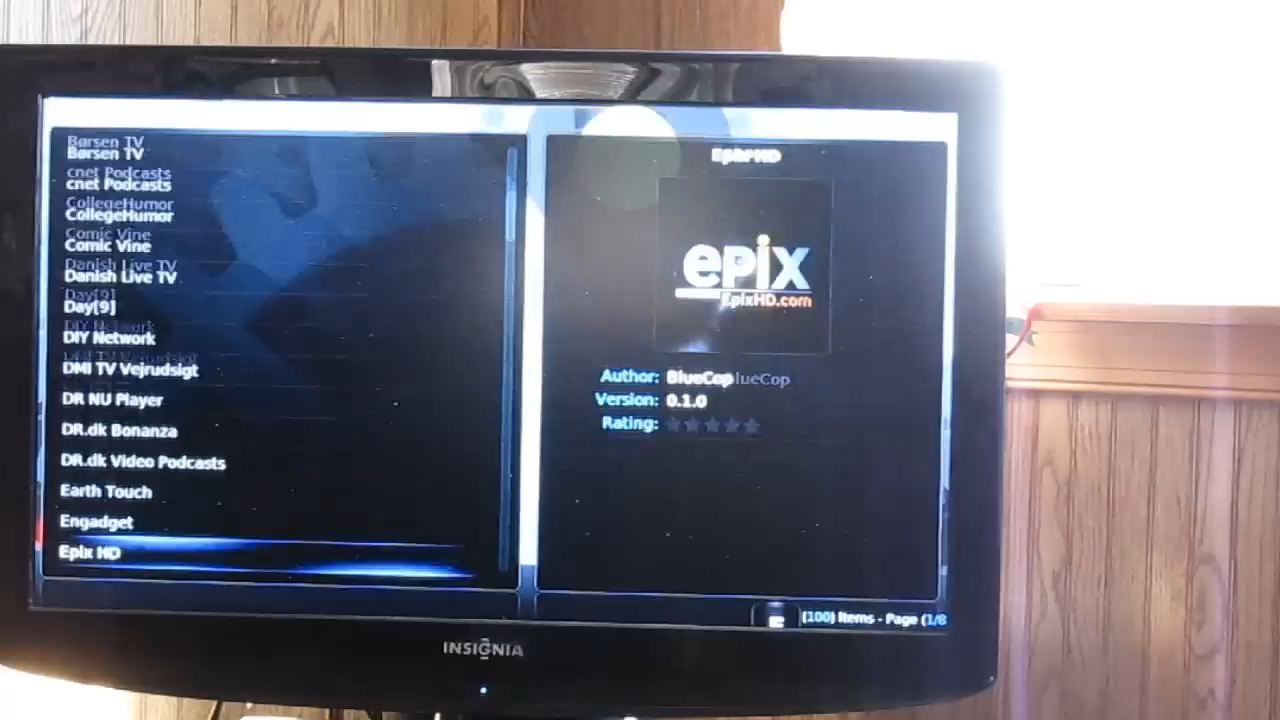 Børsen TV
cnet Podcasts
CollegeHumor
Comic Vine
Danish Live TV
Day[9]
DIY Network
DMI TV Vejrudsigt
DR NU Player
DR.dk Bonanza
DR.dk Video Podcasts
Earth Touch
Engadget
Epix HD
Epix HD
epix
EpixHD.com
Author: BlueCop
Version: 0.1.0
Rating:
(100) Items - Page (1/8
INSIGNIA